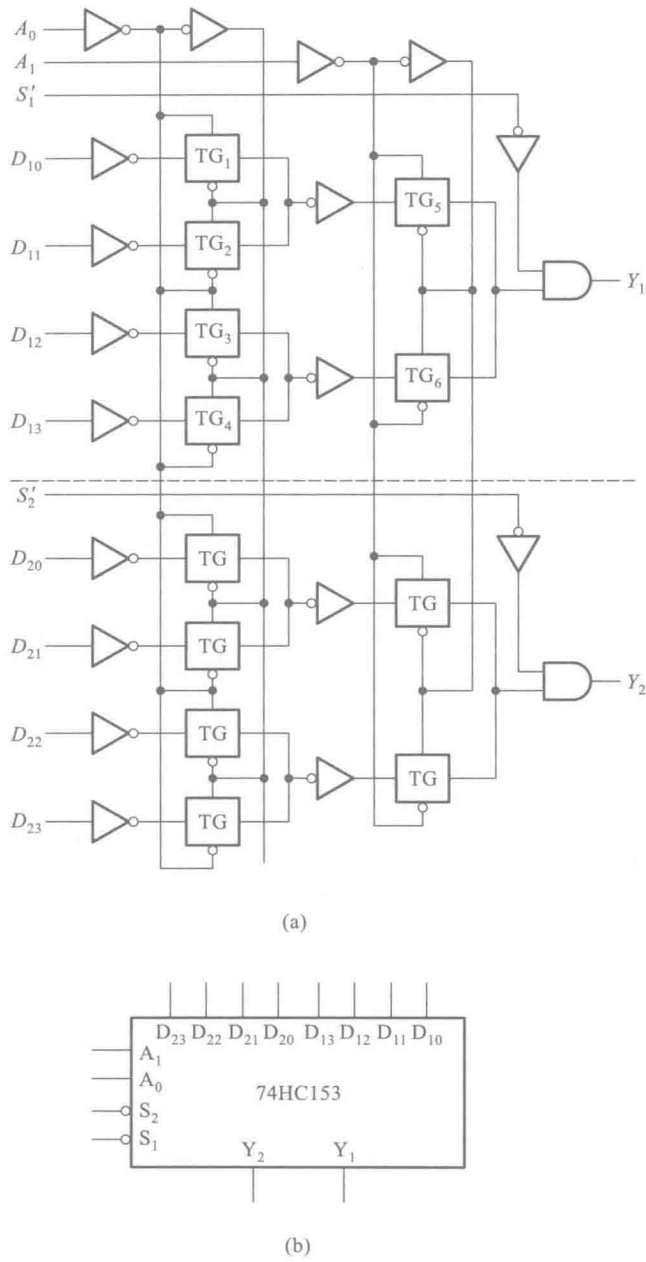 A₀
A₁
S₁′
D₁₀
TG₁
TG₅
D₁₁
TG₂
Y₁
D₁₂
TG₃
TG₆
D₁₃
TG₄
S₂′
D₂₀
TG
TG
D₂₁
TG
Y₂
D₂₂
TG
TG
D₂₃
TG
(a)
D₂₃ D₂₂ D₂₁ D₂₀ D₁₃ D₁₂ D₁₁ D₁₀
A₁
A₀
74HC153
S₂
S₁
Y₂ Y₁
(b)